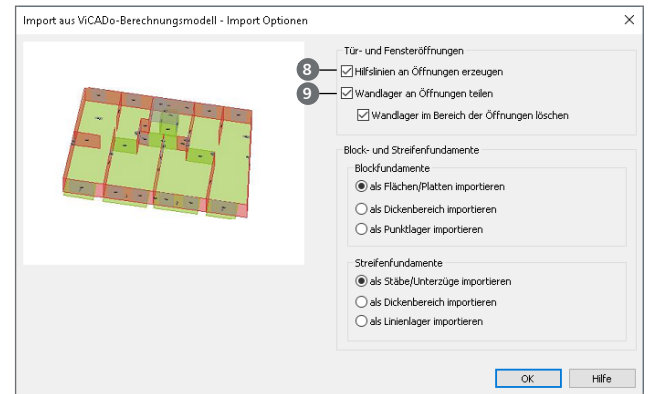 Import aus ViCADo-Berechnungsmodell - Import Optionen
Tür- und Fensteröffnungen
8 Hilfslinien an Öffnungen erzeugen
9 Wandlager an Öffnungen teilen
Wandlager im Bereich der Öffnungen löschen
Block- und Streifenfundamente
Blockfundamente
als Flächen/Platten importieren
als Dickenbereich importieren
als Punktlager importieren
Streifenfundamente
als Stäbe/Unterzüge importieren
als Dickenbereich importieren
als Linienlager importieren
OK Hilfe